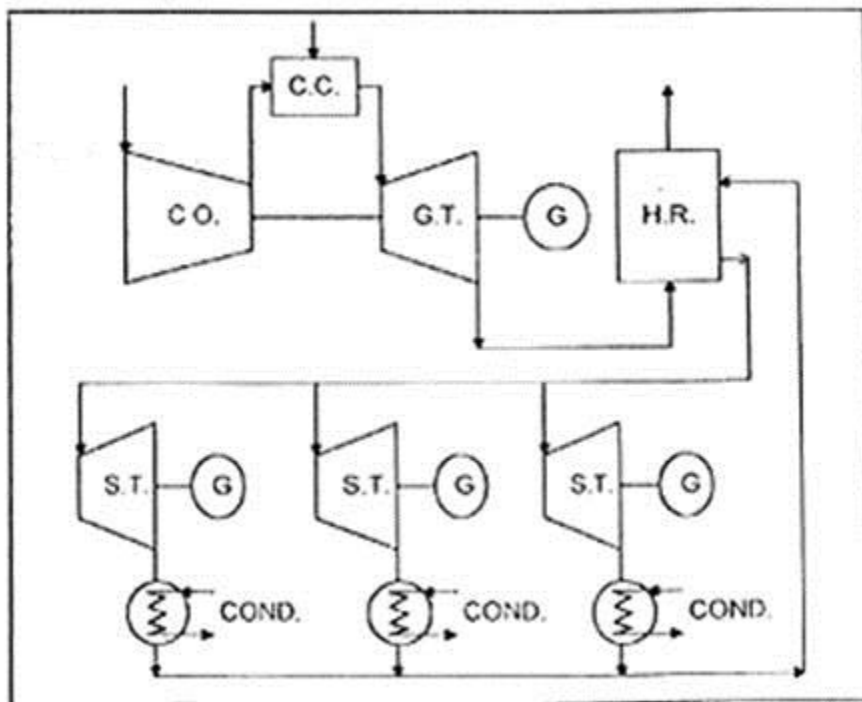 C.C.
C O. G.T. G H.R.
S.T. G S.T. G S.T. G
COND. COND. COND.